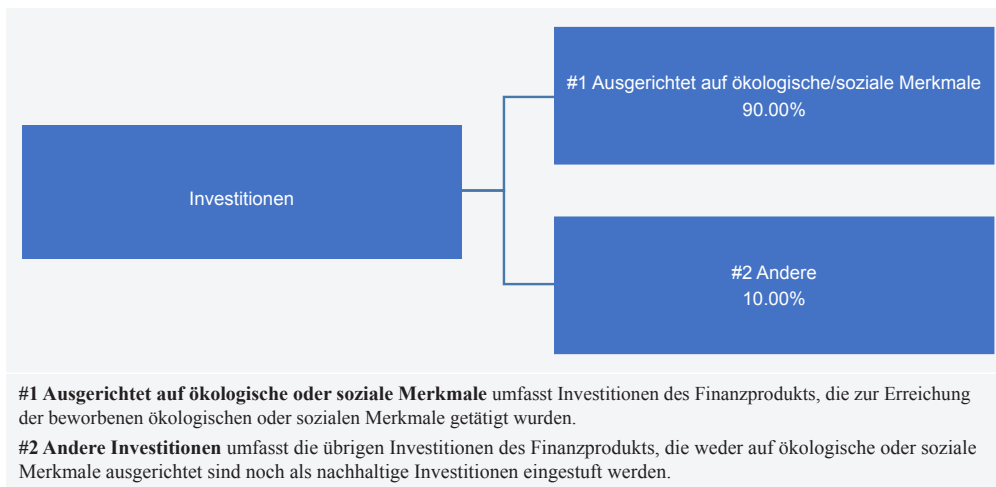 #1 Ausgerichtet auf ökologische/soziale Merkmale
90.00%
Investitionen
#2 Andere
10.00%
#1 Ausgerichtet auf ökologische oder soziale Merkmale umfasst Investitionen des Finanzprodukts, die zur Erreichung
der beworbenen ökologischen oder sozialen Merkmale getätigt wurden.
#2 Andere Investitionen umfasst die übrigen Investitionen des Finanzprodukts, die weder auf ökologische oder soziale
Merkmale ausgerichtet sind noch als nachhaltige Investitionen eingestuft werden.